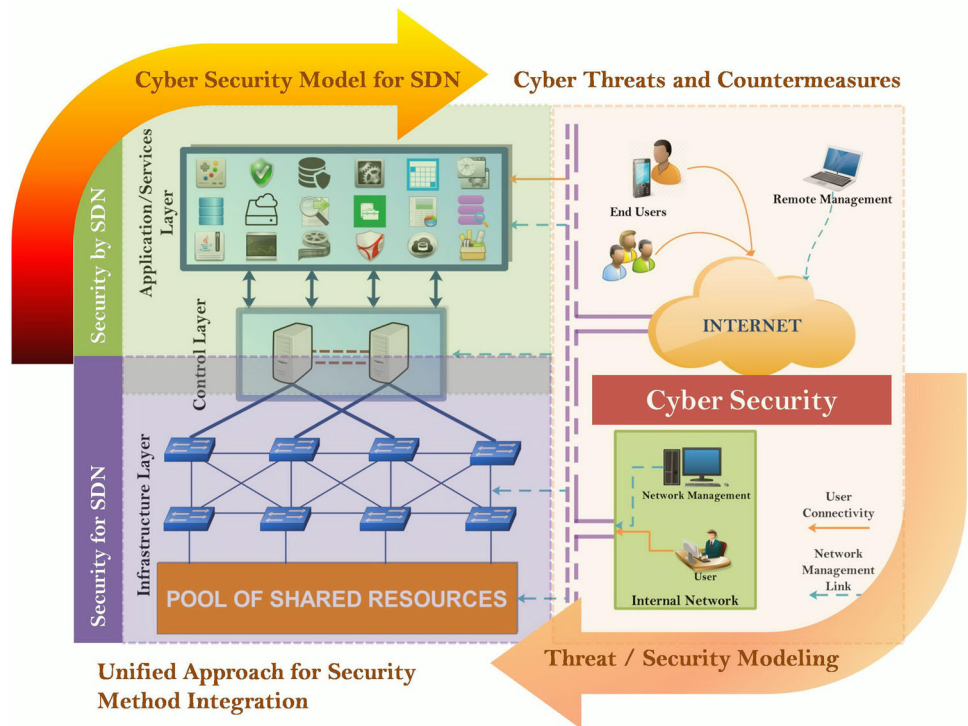 Cyber Security Model for SDN
Cyber Threats and Countermeasures
Security by SDN
Security for SDN
Application/Services
Layer
Control Layer
Infrastructure Layer
POOL OF SHARED RESOURCES
End Users
Remote Management
INTERNET
Cyber Security
Network Management
User
Internal Network
User
Connectivity
Network
Management
Link
Unified Approach for Security
Method Integration
Threat / Security Modeling